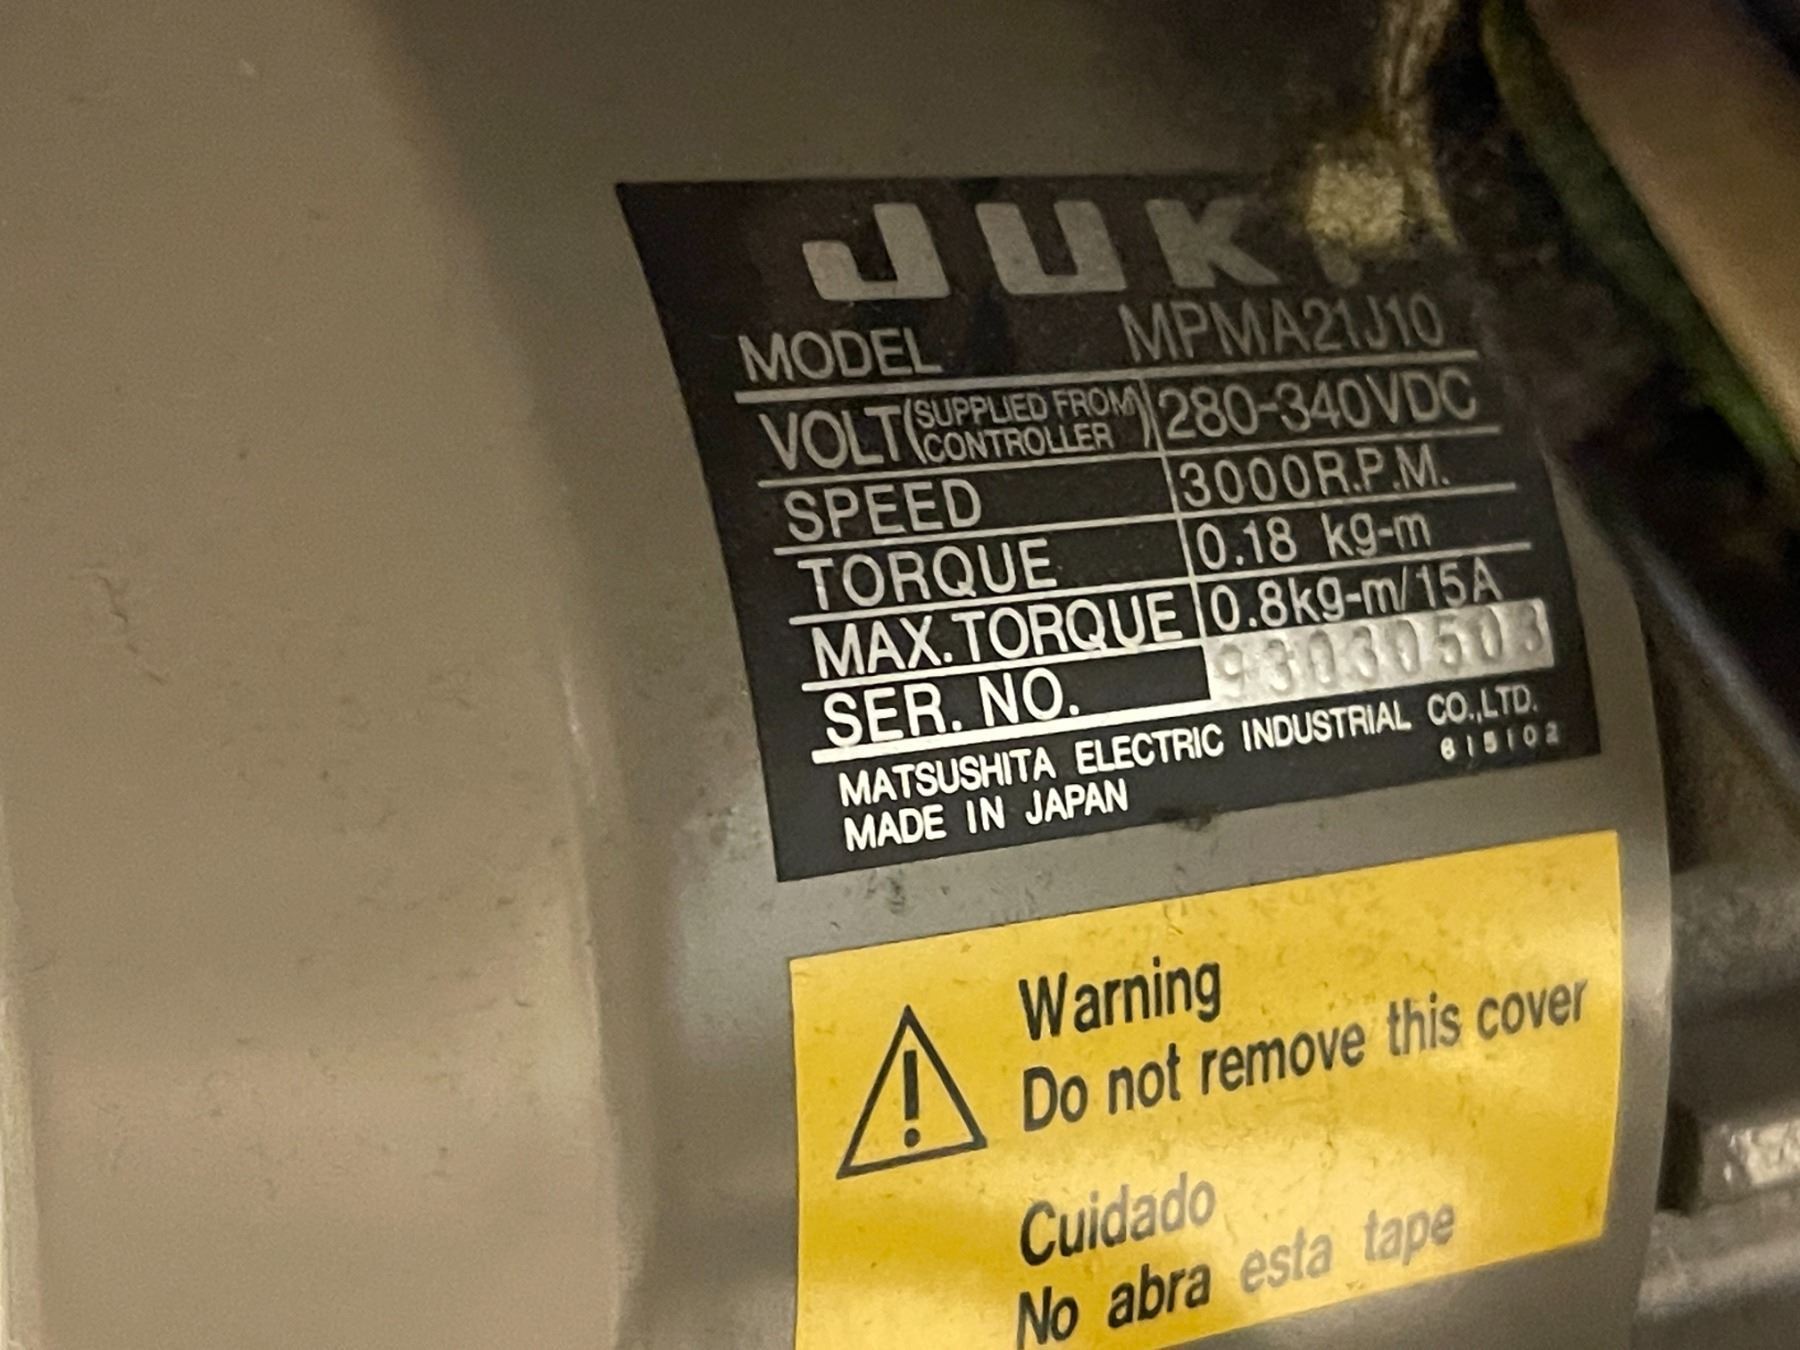 JUKI
MODEL MPMA21J10
VOLT (SUPPLIED FROM CONTROLLER) 280-340VDC
SPEED 3000R.P.M.
TORQUE 0.18 kg-m
MAX. TORQUE 0.8kg-m/15A
SER. NO. 93030503
MATSUSHITA ELECTRIC INDUSTRIAL CO.,LTD.
MADE IN JAPAN 615102
Warning
Do not remove this cover
Cuidado
No abra esta tape